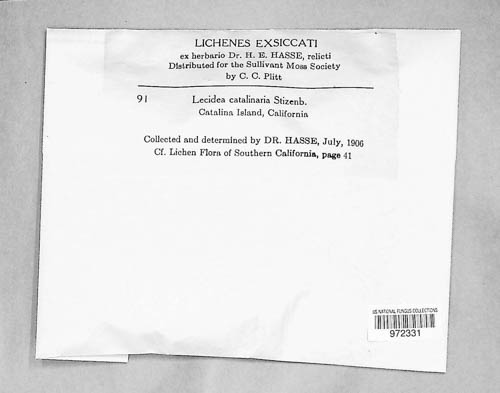 LICHENES EXSICCATI
ex herbario Dr. H. E. HASSE, relicti
Distributed for the Sullivant Moss Society
by C. C. Plitt
91 Lecidea catalinaria Stizenb.
Catalina Island, California
Collected and determined by DR. HASSE, July, 1906
Cf. Lichen Flora of Southern California, page 41
US NATIONAL FUNGUS COLLECTIONS
972331